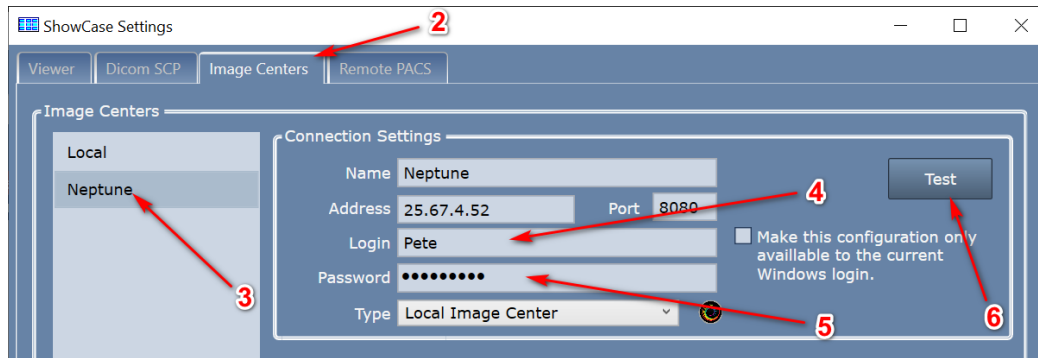 ShowCase Settings
2
Viewer Dicom SCP Image Centers Remote PACS
Image Centers
Connection Settings
Local
Neptune
Name Neptune
Test
Address 25.67.4.52 Port 8080
4
Login Pete
Make this configuration only
availlable to the current
Windows login.
Password •••••••••
3
Type Local Image Center
5
6